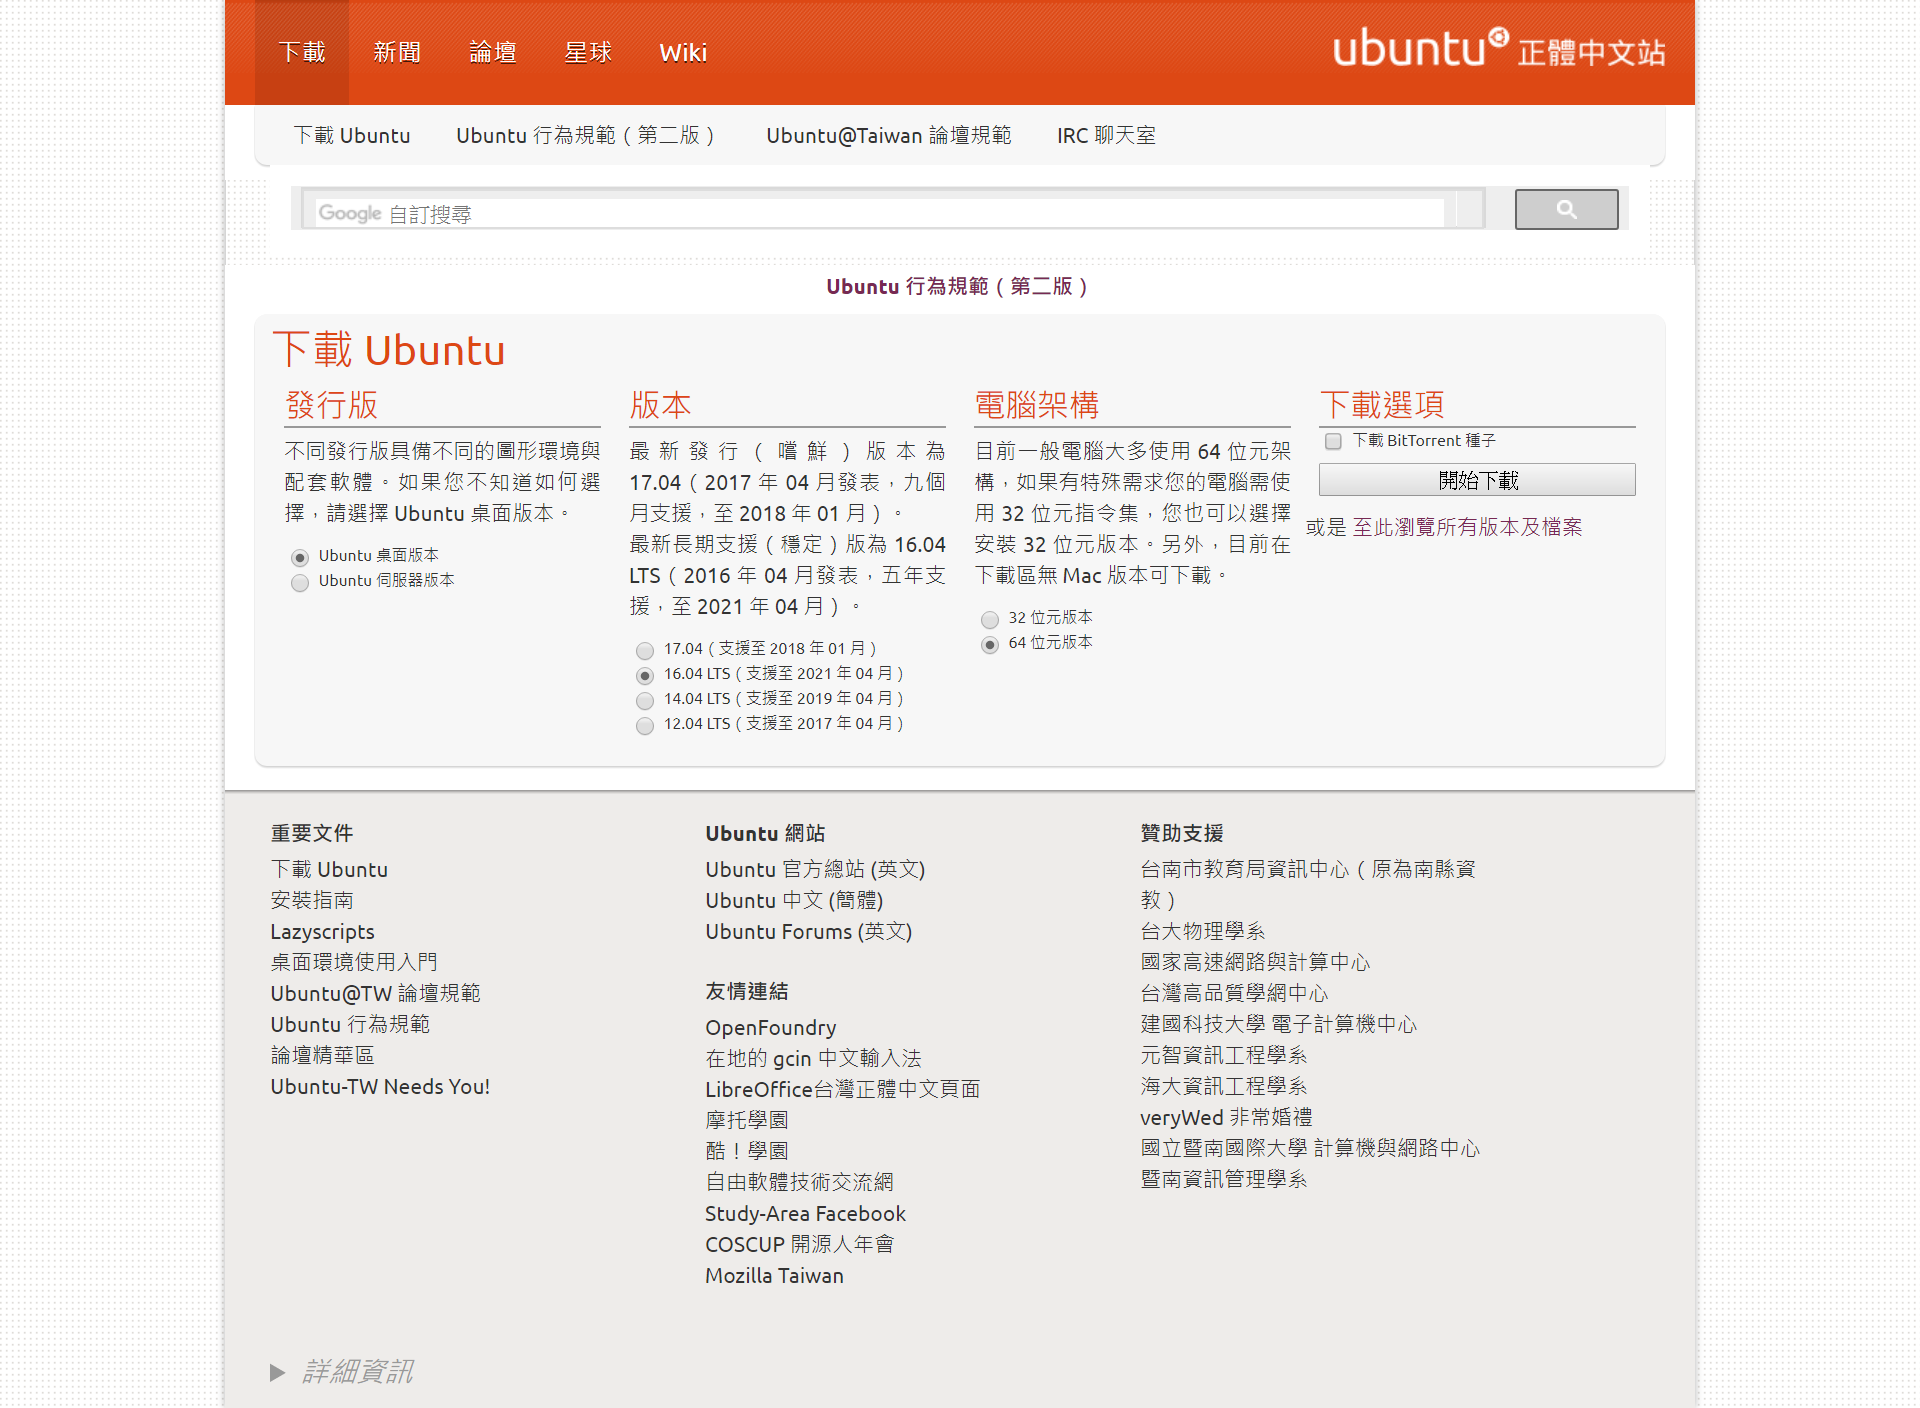 下載 新聞 論壇 星球 Wiki
ubuntu 正體中文站
下載 Ubuntu Ubuntu 行為規範（第二版） Ubuntu@Taiwan 論壇規範 IRC 聊天室
Google 自訂搜尋
Ubuntu 行為規範（第二版）
下載 Ubuntu
發行版
不同發行版具備不同的圖形環境與
配套軟體。如果您不知道如何選
擇，請選擇 Ubuntu 桌面版本。
Ubuntu 桌面版本
Ubuntu 伺服器版本
版本
最新發行（嚐鮮）版本為
17.04（2017 年 04 月發表，九個
月支援，至 2018 年 01 月）。
最新長期支援（穩定）版為 16.04
LTS（2016 年 04 月發表，五年支
援，至 2021 年 04 月）。
17.04（支援至 2018 年 01 月）
16.04 LTS（支援至 2021 年 04 月）
14.04 LTS（支援至 2019 年 04 月）
12.04 LTS（支援至 2017 年 04 月）
電腦架構
目前一般電腦大多使用 64 位元架
構，如果有特殊需求您的電腦需使
用 32 位元指令集，您也可以選擇
安裝 32 位元版本。另外，目前在
下載區無 Mac 版本可下載。
32 位元版本
64 位元版本
下載選項
下載 BitTorrent 種子
開始下載
或是 至此瀏覽所有版本及檔案
重要文件
下載 Ubuntu
安裝指南
Lazyscripts
桌面環境使用入門
Ubuntu@TW 論壇規範
Ubuntu 行為規範
論壇精華區
Ubuntu-TW Needs You!
Ubuntu 網站
Ubuntu 官方總站 (英文)
Ubuntu 中文 (簡體)
Ubuntu Forums (英文)
友情連結
OpenFoundry
在地的 gcin 中文輸入法
LibreOffice台灣正體中文頁面
摩托學園
酷！學園
自由軟體技術交流網
Study-Area Facebook
COSCUP 開源人年會
Mozilla Taiwan
贊助支援
台南市教育局資訊中心（原為南縣資
教）
台大物理學系
國家高速網路與計算中心
台灣高品質學網中心
建國科技大學 電子計算機中心
元智資訊工程學系
海大資訊工程學系
veryWed 非常婚禮
國立暨南國際大學 計算機與網路中心
暨南資訊管理學系
詳細資訊